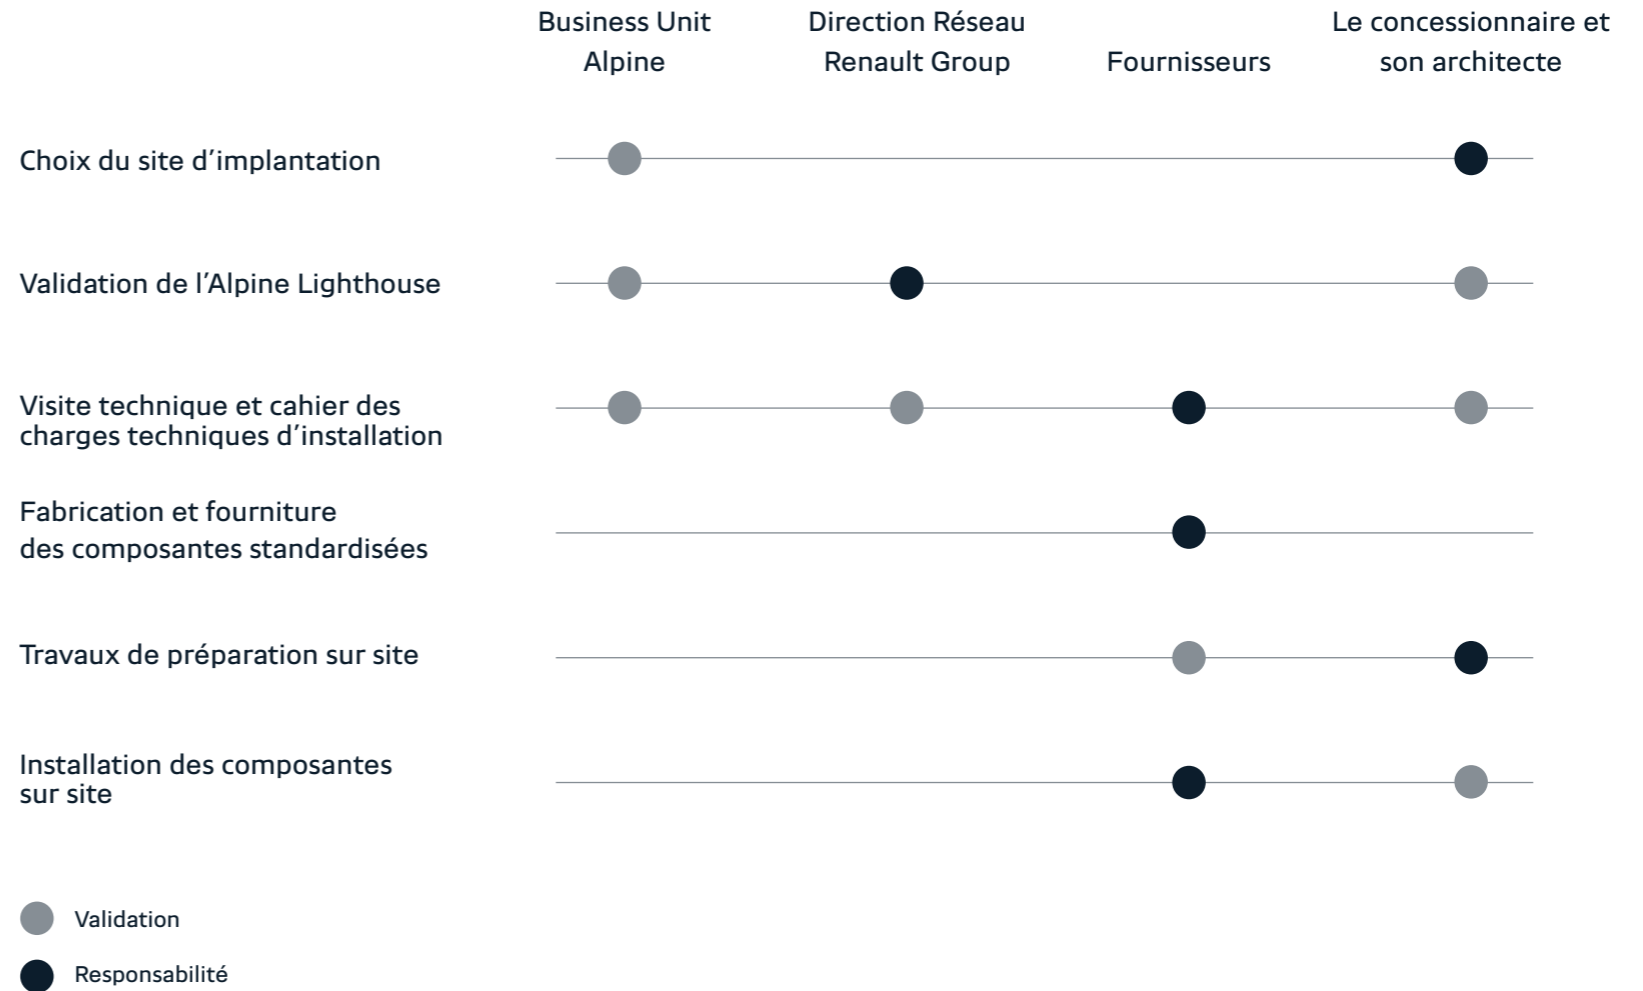 Business Unit
Alpine
Direction Réseau
Renault Group
Fournisseurs
Le concessionnaire et
son architecte
Choix du site d’implantation
Validation de l’Alpine Lighthouse
Visite technique et cahier des
charges techniques d’installation
Fabrication et fourniture
des composantes standardisées
Travaux de préparation sur site
Installation des composantes
sur site
Validation
Responsabilité